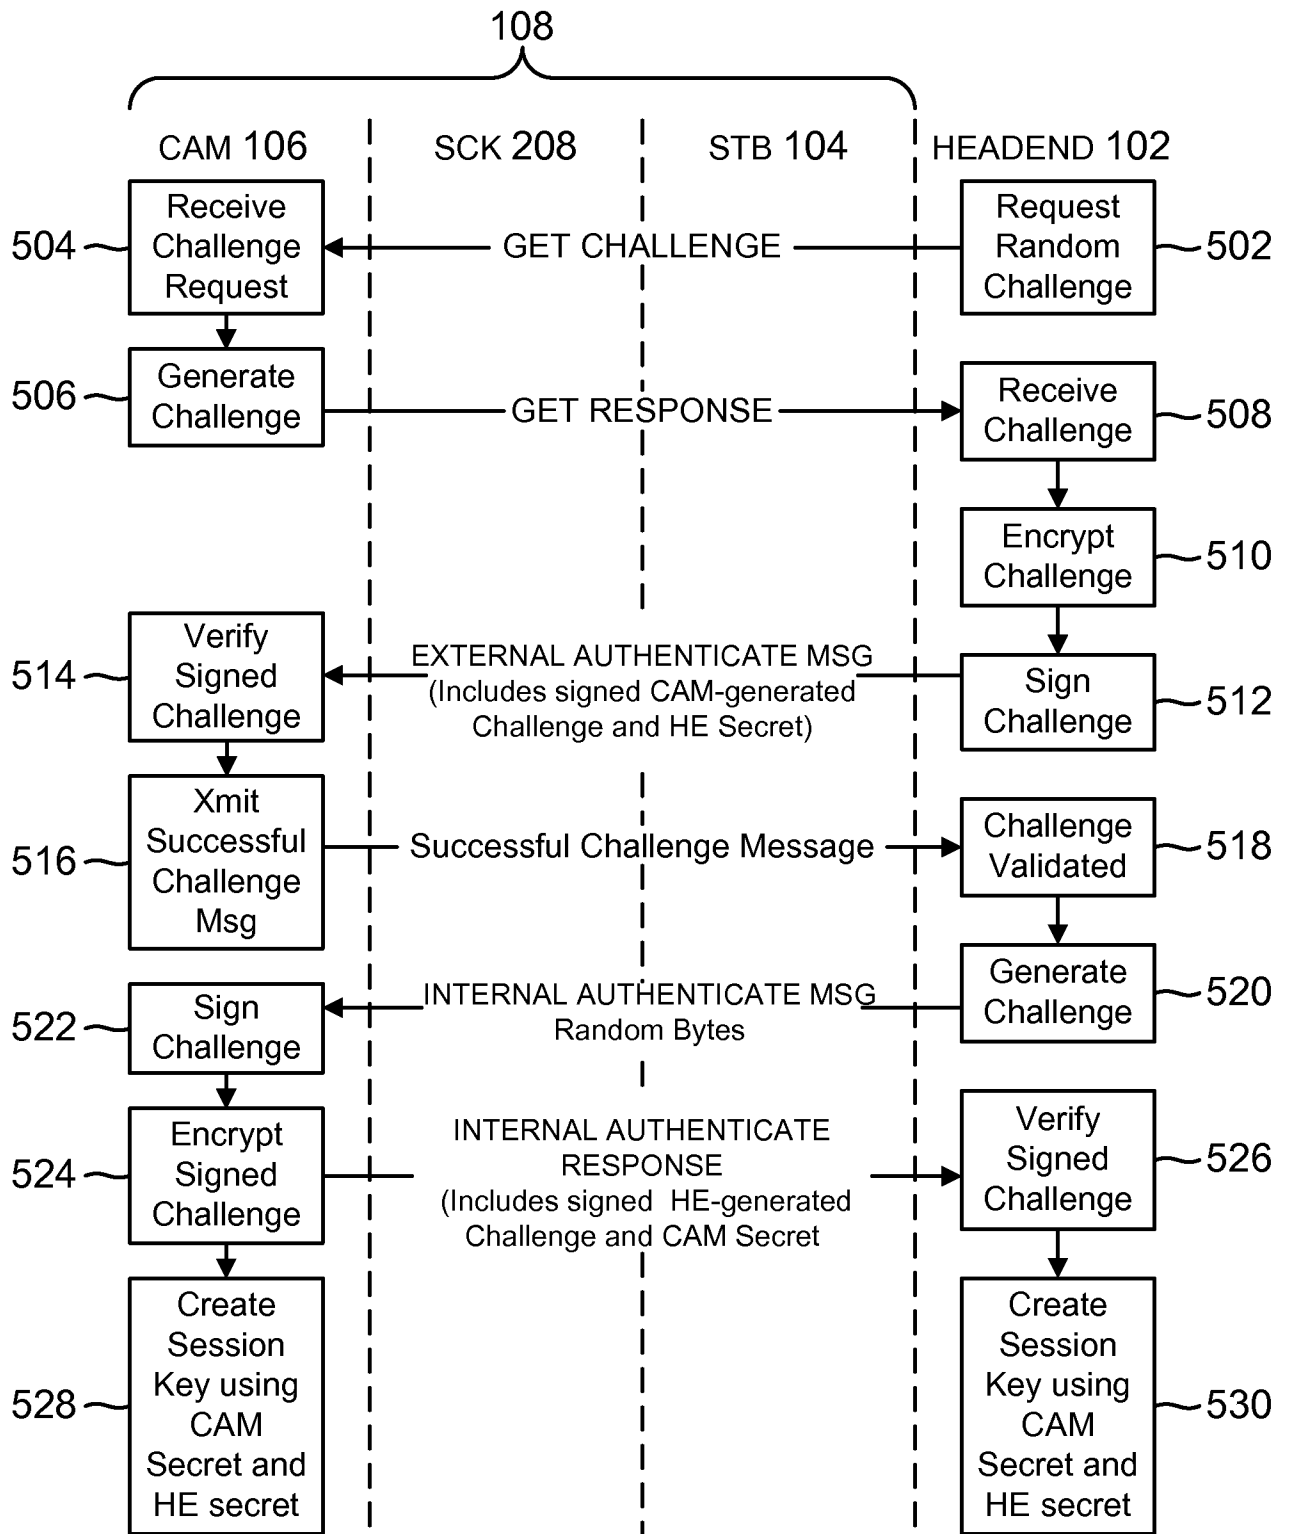 108
CAM 106
SCK 208
STB 104
HEADEND 102
504
Receive
Challenge
Request
GET CHALLENGE
Request
Random
Challenge
502
506
Generate
Challenge
GET RESPONSE
Receive
Challenge
508
Encrypt
Challenge
510
514
Verify
Signed
Challenge
EXTERNAL AUTHENTICATE MSG
(Includes signed CAM-generated
Challenge and HE Secret)
Sign
Challenge
512
516
Xmit
Successful
Challenge
Msg
Successful Challenge Message
Challenge
Validated
518
Generate
Challenge
520
522
Sign
Challenge
INTERNAL AUTHENTICATE MSG
Random Bytes
524
Encrypt
Signed
Challenge
INTERNAL AUTHENTICATE
RESPONSE
(Includes signed HE-generated
Challenge and CAM Secret
Verify
Signed
Challenge
526
528
Create
Session
Key using
CAM
Secret and
HE secret
Create
Session
Key using
CAM
Secret and
HE secret
530